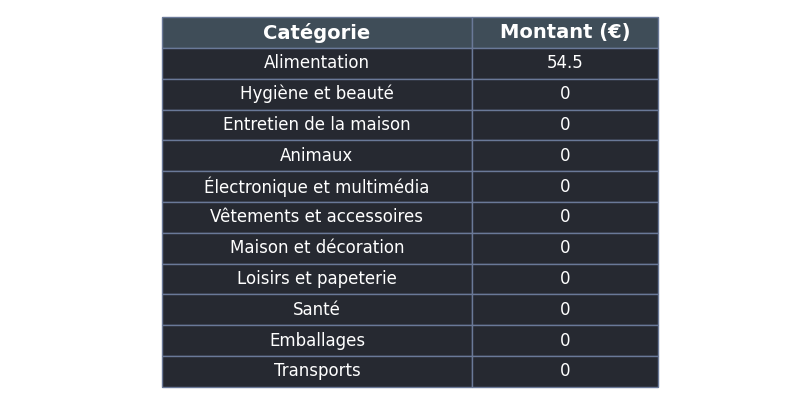 Catégorie Montant (€)
Alimentation 54.5
Hygiène et beauté 0
Entretien de la maison 0
Animaux 0
Électronique et multimédia 0
Vêtements et accessoires 0
Maison et décoration 0
Loisirs et papeterie 0
Santé 0
Emballages 0
Transports 0